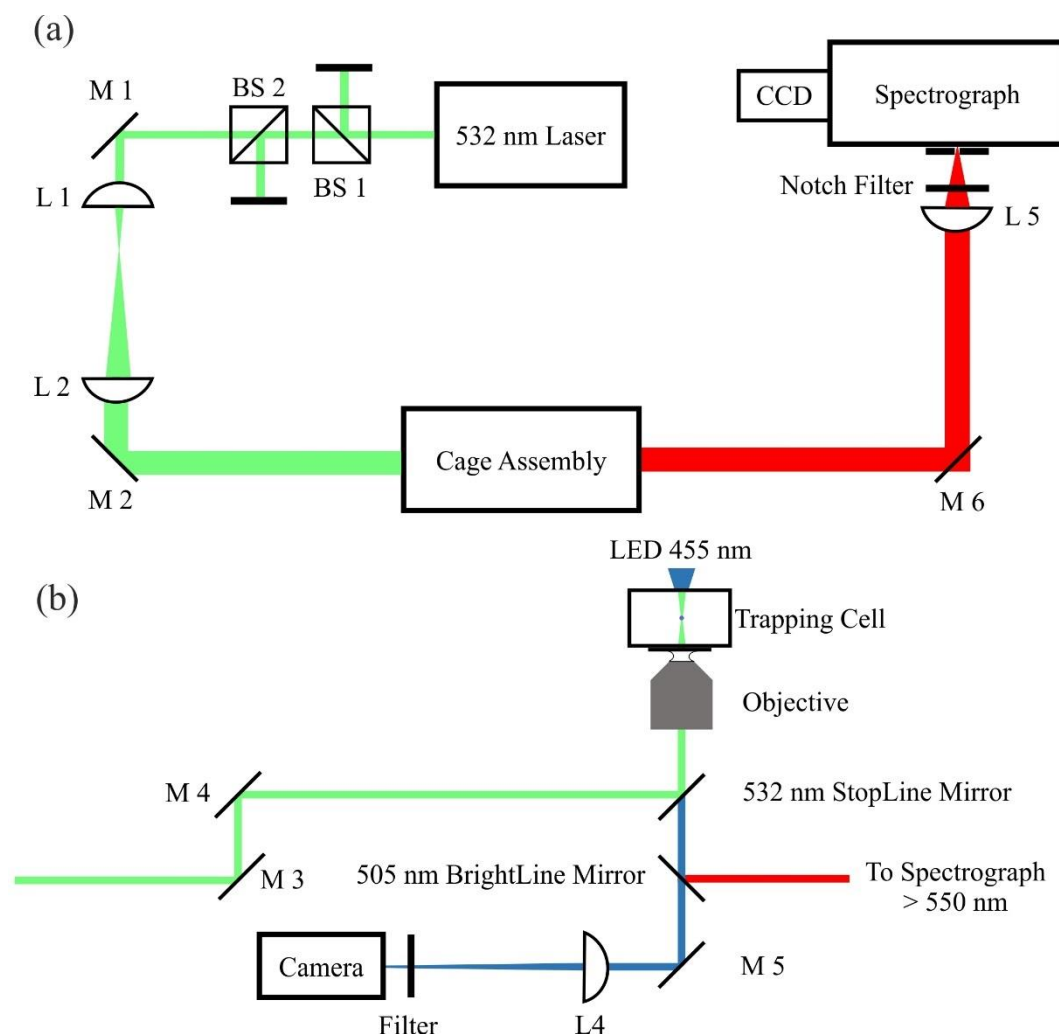 (a)
M 1
BS 2
BS 1
532 nm Laser
CCD
Spectrograph
Notch Filter
L 1
L 5
L 2
Cage Assembly
M 2
M 6
(b)
LED 455 nm
Trapping Cell
Objective
M 4
532 nm StopLine Mirror
M 3
505 nm BrightLine Mirror
To Spectrograph
> 550 nm
Camera
M 5
Filter
L4